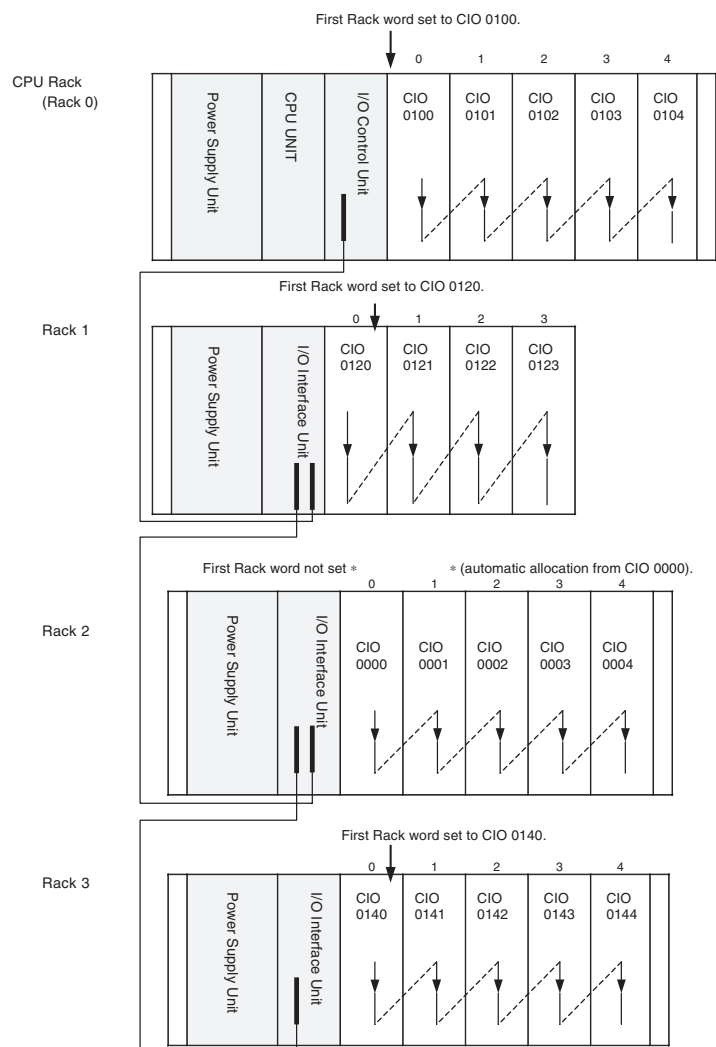 First Rack word set to CIO 0100.
0 1 2 3 4
CPU Rack
(Rack 0)
Power Supply Unit
CPU UNIT
I/O Control Unit
CIO 0100
CIO 0101
CIO 0102
CIO 0103
CIO 0104
First Rack word set to CIO 0120.
Rack 1
0 1 2 3
Power Supply Unit
I/O Interface Unit
CIO 0120
CIO 0121
CIO 0122
CIO 0123
First Rack word not set * * (automatic allocation from CIO 0000).
0 1 2 3 4
Rack 2
Power Supply Unit
I/O Interface Unit
CIO 0000
CIO 0001
CIO 0002
CIO 0003
CIO 0004
First Rack word set to CIO 0140.
0 1 2 3 4
Rack 3
Power Supply Unit
I/O Interface Unit
CIO 0140
CIO 0141
CIO 0142
CIO 0143
CIO 0144